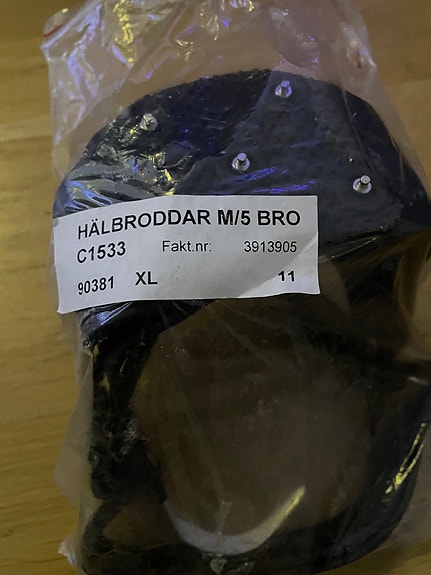 HÄLBRODDAR M/5 BRO
C1533 Fakt.nr: 3913905
90381 XL 11